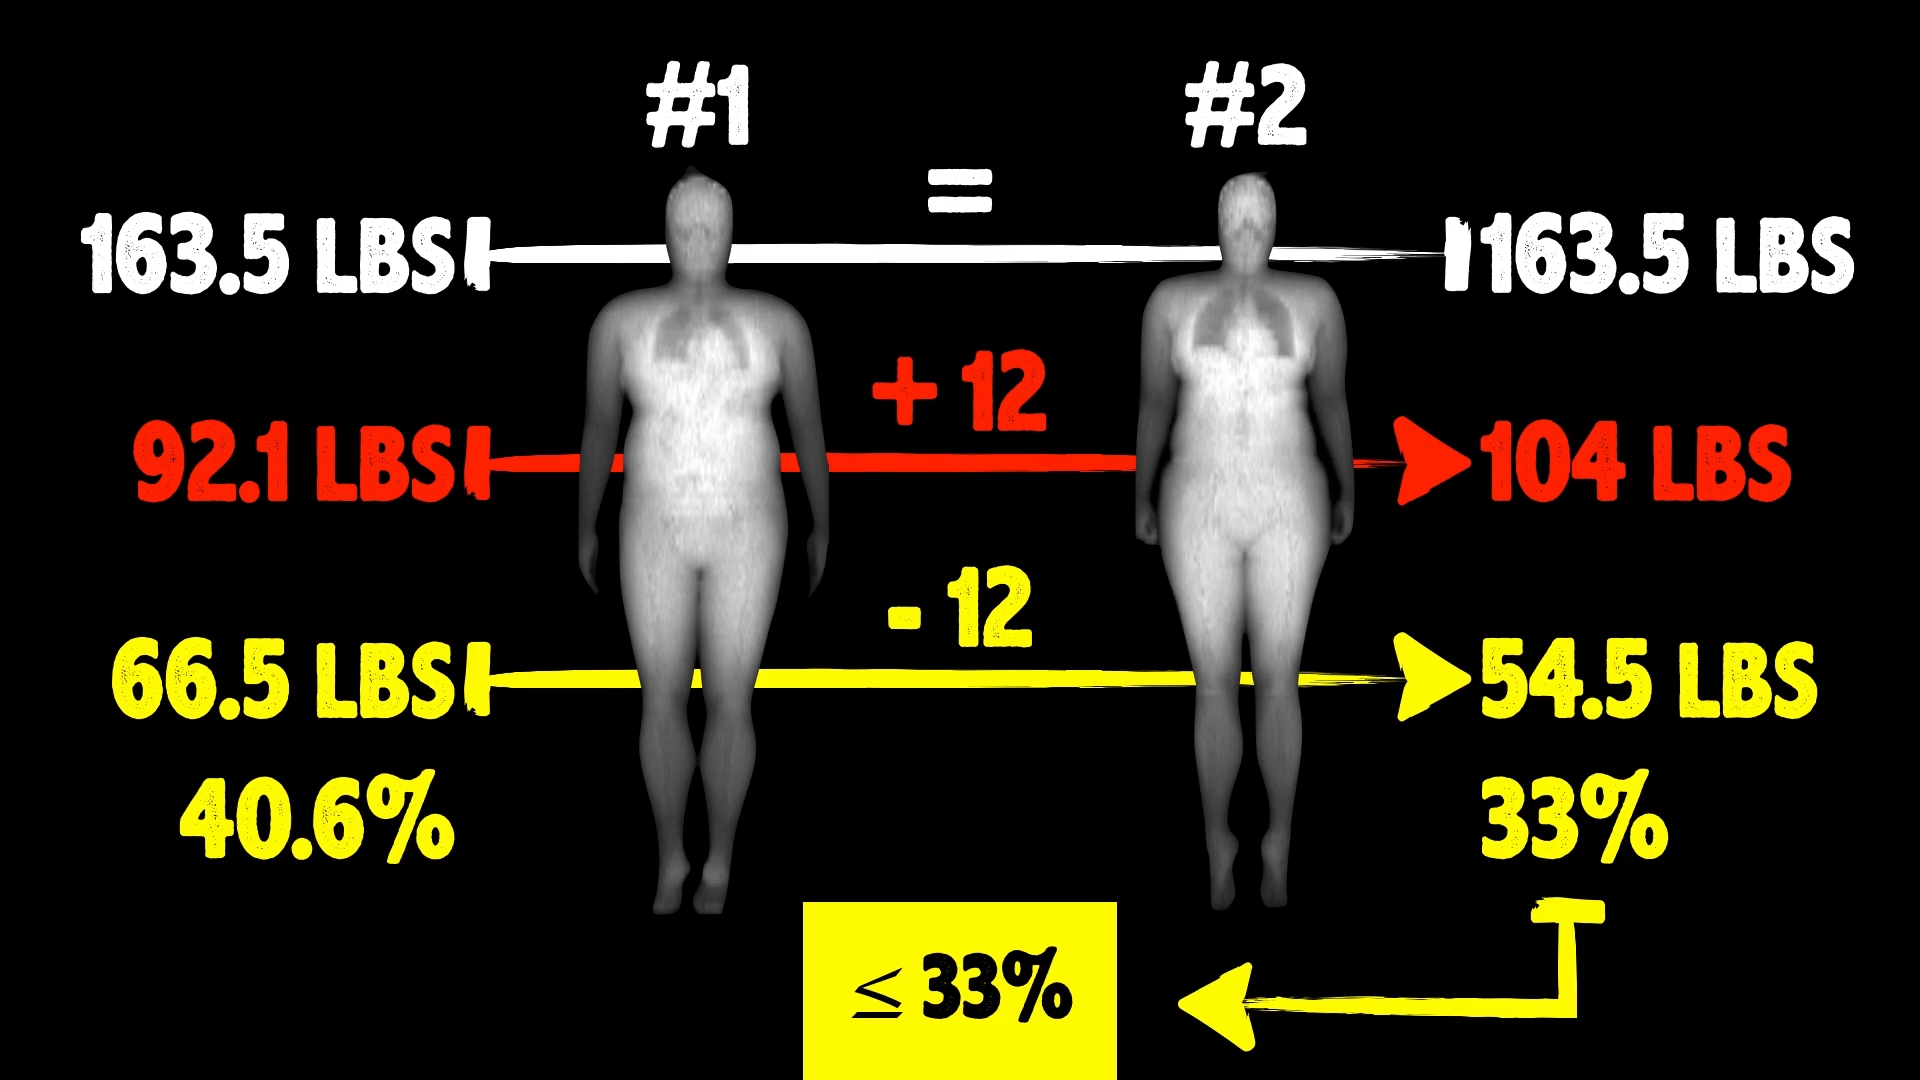 #1 #2
=
163.5 LBS 163.5 LBS
+ 12
92.1 LBS 104 LBS
- 12
66.5 LBS 54.5 LBS
40.6% 33%
≤ 33%